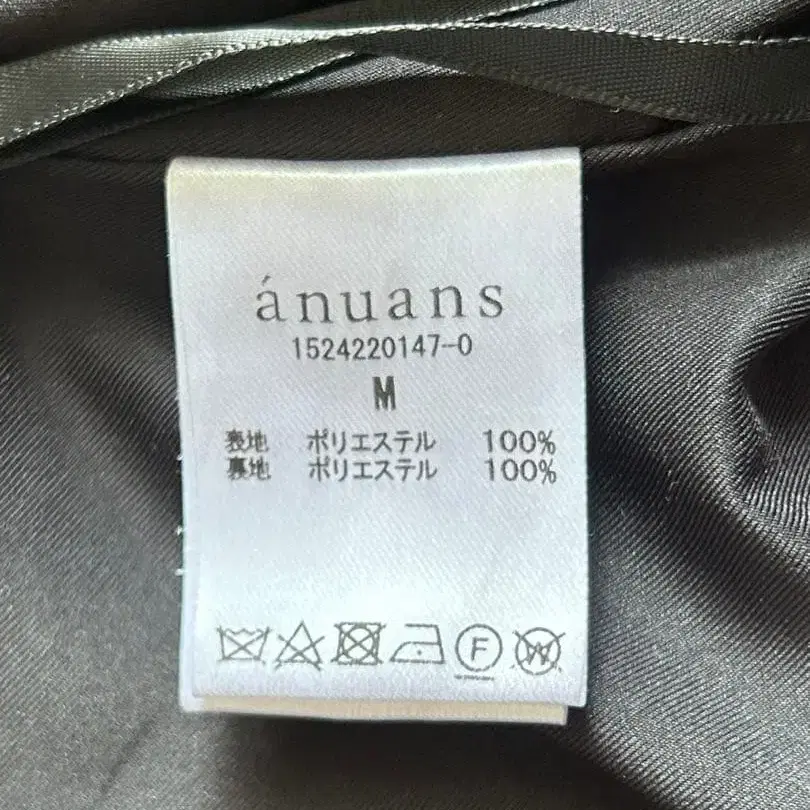 ánuans
1524220147-0
M
表地 ポリエステル 100%
裏地 ポリエステル 100%
F W